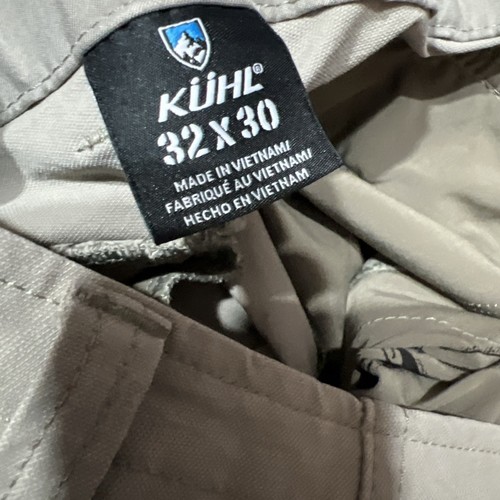 KÜHL®
32 X 30
MADE IN VIETNAM/
FABRIQUÉ AU VIETNAM/
HECHO EN VIETNAM